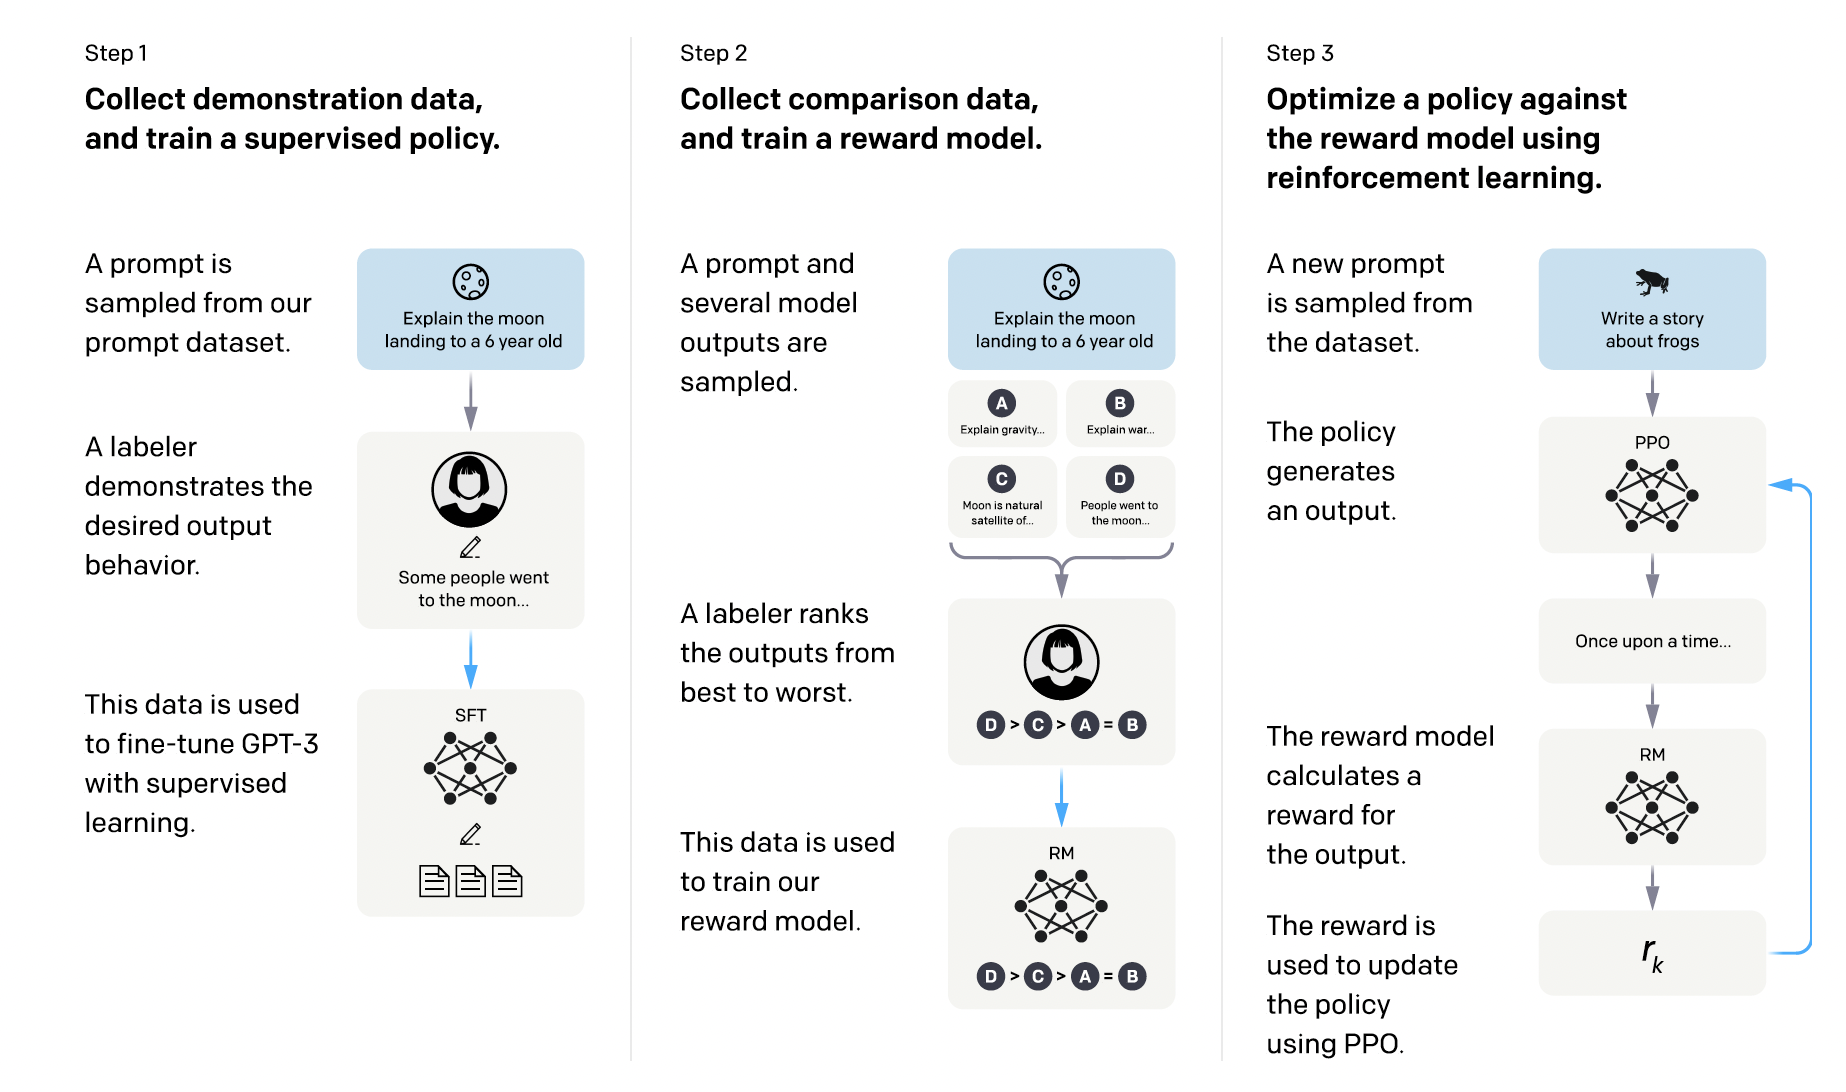 Step 1
Collect demonstration data,
and train a supervised policy.
A prompt is
sampled from our
prompt dataset.
Explain the moon
landing to a 6 year old
A labeler
demonstrates the
desired output
behavior.
Some people went
to the moon...
This data is used
to fine-tune GPT-3
with supervised
learning.
SFT
Step 2
Collect comparison data,
and train a reward model.
A prompt and
several model
outputs are
sampled.
Explain the moon
landing to a 6 year old
A
Explain gravity...
B
Explain war...
C
Moon is natural
satellite of...
D
People went to
the moon...
A labeler ranks
the outputs from
best to worst.
D > C > A = B
This data is used
to train our
reward model.
RM
D > C > A = B
Step 3
Optimize a policy against
the reward model using
reinforcement learning.
A new prompt
is sampled from
the dataset.
Write a story
about frogs
The policy
generates
an output.
PPO
Once upon a time...
The reward model
calculates a
reward for
the output.
RM
The reward is
used to update
the policy
using PPO.
rk